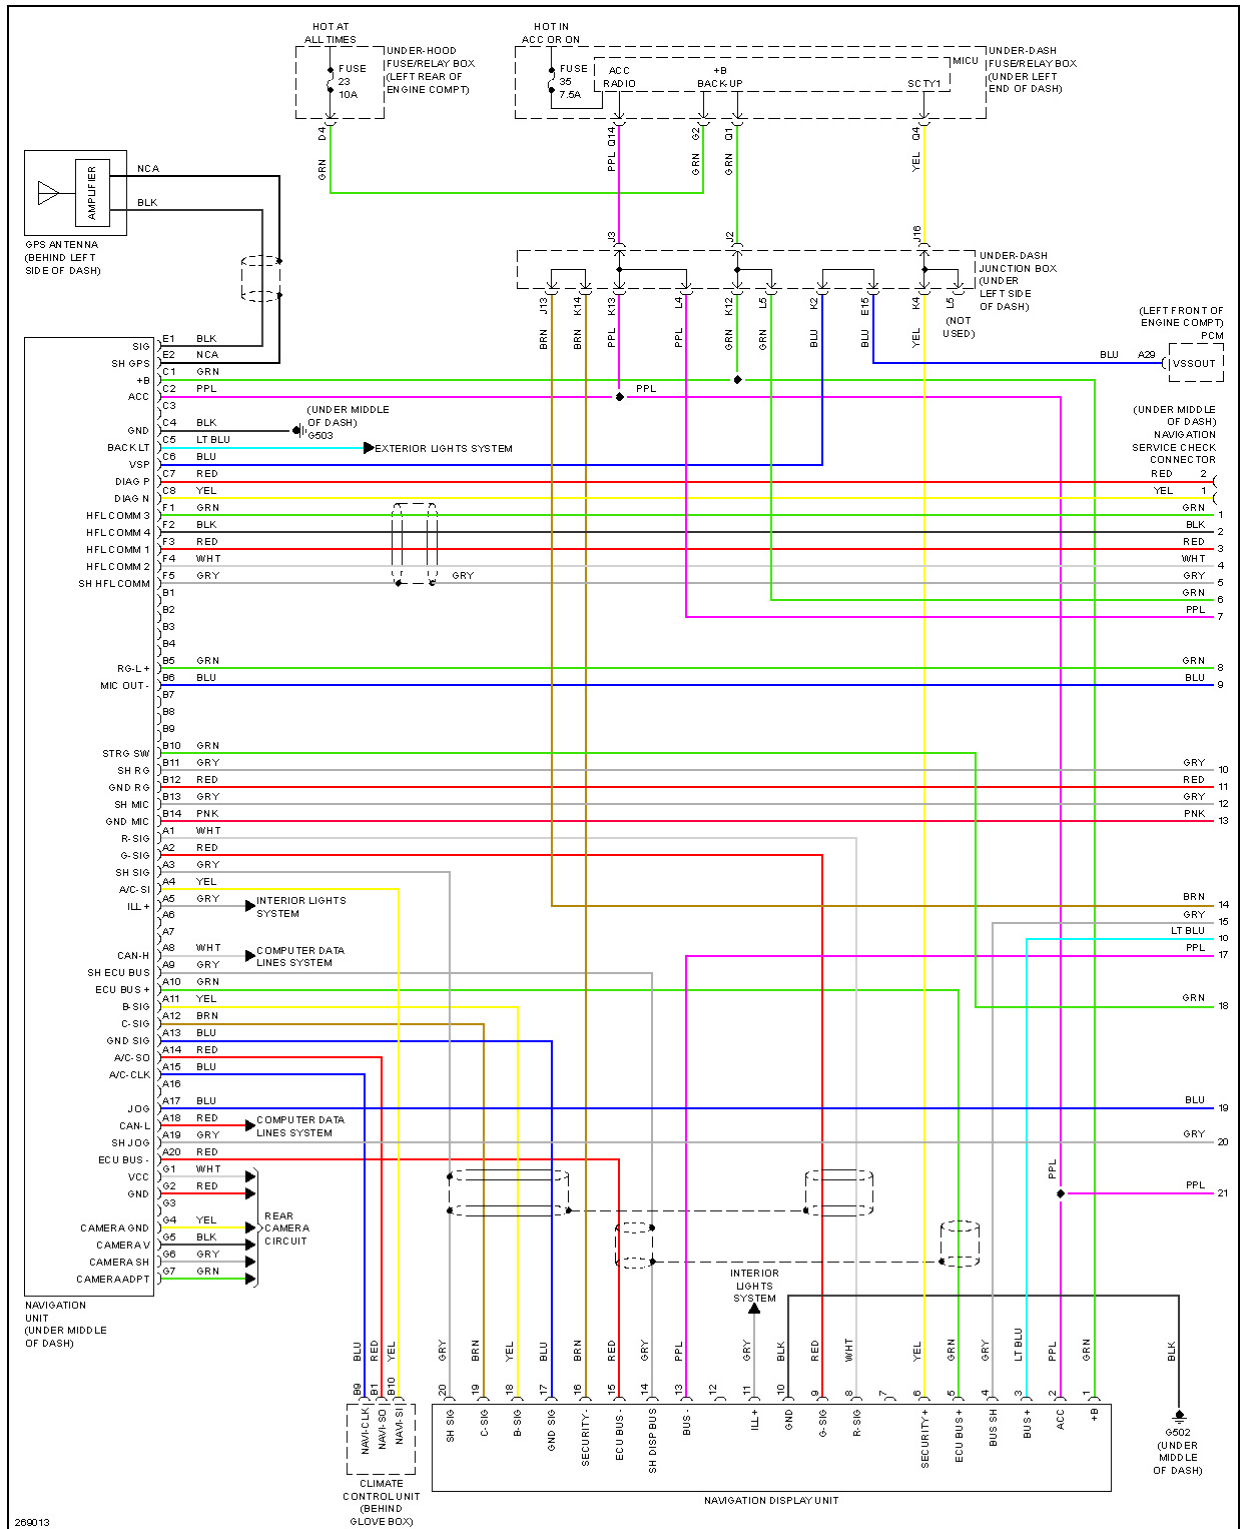 HOT AT
ALL TIMES
HOT IN
ACC OR ON
UNDER-HOOD
FUSE/RELAY BOX
(LEFT REAR OF
ENGINE COMPT)
FUSE
23
10A
FUSE
35
7.5A
ACC
RADIO
+B
BACK-UP
SCTY1
MICU
UNDER-DASH
FUSE/RELAY BOX
(UNDER LEFT
END OF DASH)
D4
Q14
G2
Q1
Q4
GRN
PPL
GRN
GRN
YEL
AMPLIFIER
NCA
BLK
GPS ANTENNA
(BEHIND LEFT
SIDE OF DASH)
J3
J2
J16
UNDER-DASH
JUNCTION BOX
(UNDER
LEFT SIDE
OF DASH)
J13
K14
K13
L4
K12
L5
K2
E15
K4
L5
(NOT
USED)
BRN
BRN
PPL
PPL
GRN
GRN
BLU
BLU
YEL
(LEFT FRONT OF
ENGINE COMPT)
PCM
BLU A29
VSSOUT
SIG E1 BLK
SH GPS E2 NCA
+B C1 GRN
ACC C2 PPL
PPL
C3
GND C4 BLK
(UNDER MIDDLE
OF DASH)
G503
BACK LT C5 LT BLU
EXTERIOR LIGHTS SYSTEM
VSP C6 BLU
(UNDER MIDDLE
OF DASH)
NAVIGATION
SERVICE CHECK
CONNECTOR
DIAG P C7 RED RED 2
DIAG N C8 YEL YEL 1
HFL COMM 3 F1 GRN GRN 1
HFL COMM 4 F2 BLK BLK 2
HFL COMM 1 F3 RED RED 3
HFL COMM 2 F4 WHT WHT 4
SH HFL COMM F5 GRY GRY GRY 5
B1 GRN 6
B2 PPL 7
B3
B4
RG-L + B5 GRN GRN 8
MIC OUT - B6 BLU BLU 9
B7
B8
B9
STRG SW B10 GRN
SH RG B11 GRY GRY 10
GND RG B12 RED RED 11
SH MIC B13 GRY GRY 12
GND MIC B14 PNK PNK 13
R-SIG A1 WHT
G-SIG A2 RED
SH SIG A3 GRY
A/C-SI A4 YEL
ILL + A5 GRY
INTERIOR LIGHTS
SYSTEM
BRN 14
A6 GRY 15
A7 LT BLU 10
CAN-H A8 WHT
COMPUTER DATA
LINES SYSTEM
PPL 17
SH ECU BUS A9 GRY
ECU BUS + A10 GRN
B-SIG A11 YEL GRN 18
C-SIG A12 BRN
GND SIG A13 BLU
A/C-SO A14 RED
A/C-CLK A15 BLU
A16
JOG A17 BLU BLU 19
CAN-L A18 RED
COMPUTER DATA
LINES SYSTEM
SH JOG A19 GRY GRY 20
ECU BUS - A20 RED
VCC G1 WHT
GND G2 RED
PPL
PPL 21
G3
CAMERA GND G4 YEL
CAMERA V G5 BLK
CAMERA SH G6 GRY
CAMERA ADPT G7 GRN
REAR
CAMERA
CIRCUIT
NAVIGATION
UNIT
(UNDER MIDDLE
OF DASH)
INTERIOR
LIGHTS
SYSTEM
BLU
RED
YEL
GRY
BRN
YEL
BLU
BRN
RED
GRY
PPL
GRY
BLK
RED
WHT
YEL
GRN
GRY
LT BLU
PPL
GRN
BLK
B9
B1
B10
20
19
18
17
16
15
14
13
12
11
10
9
8
7
6
5
4
3
2
1
NAVI-CLK
NAVI-SO
NAVI-SI
SH SIG
C-SIG
B-SIG
GND SIG
SECURITY-
ECU BUS -
SH DISP BUS
BUS -
ILL +
GND
G-SIG
R-SIG
SECURITY +
ECU BUS +
BUS SH
BUS +
ACC
+B
G502
(UNDER
MIDDLE
OF DASH)
CLIMATE
CONTROL UNIT
(BEHIND
GLOVE BOX)
NAVIGATION DISPLAY UNIT
269013